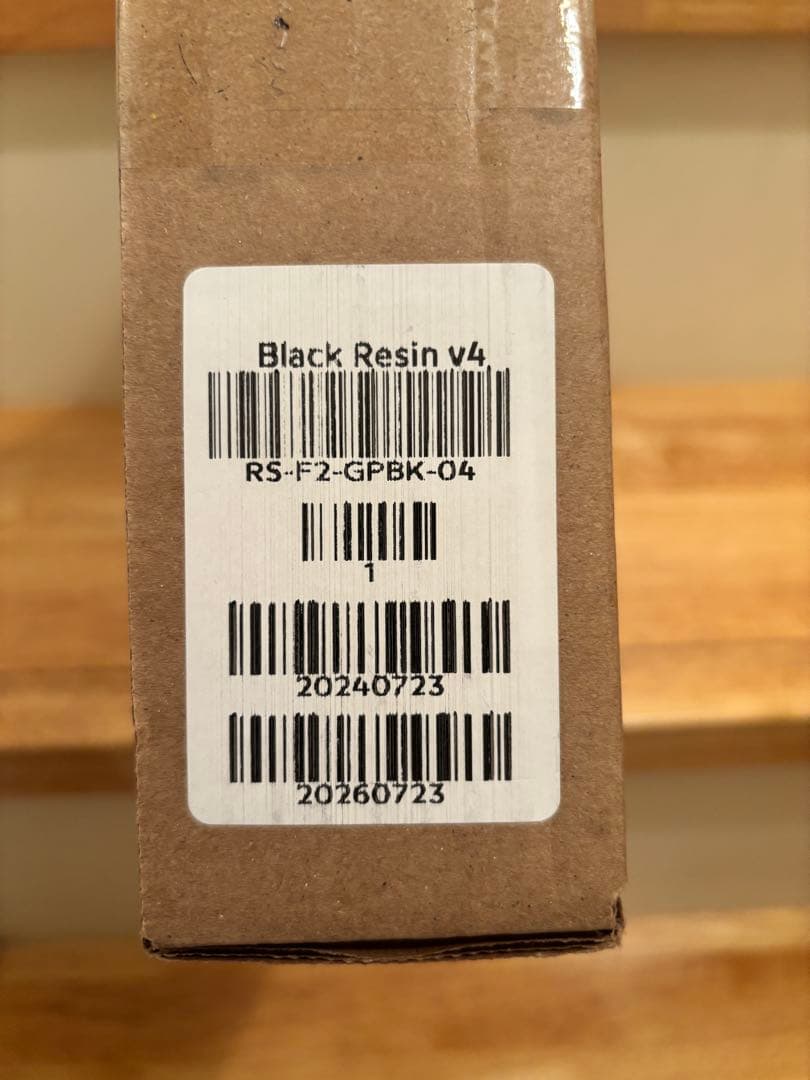 Black Resin v4
RS-F2-GPBK-04
1
20240723
20260723